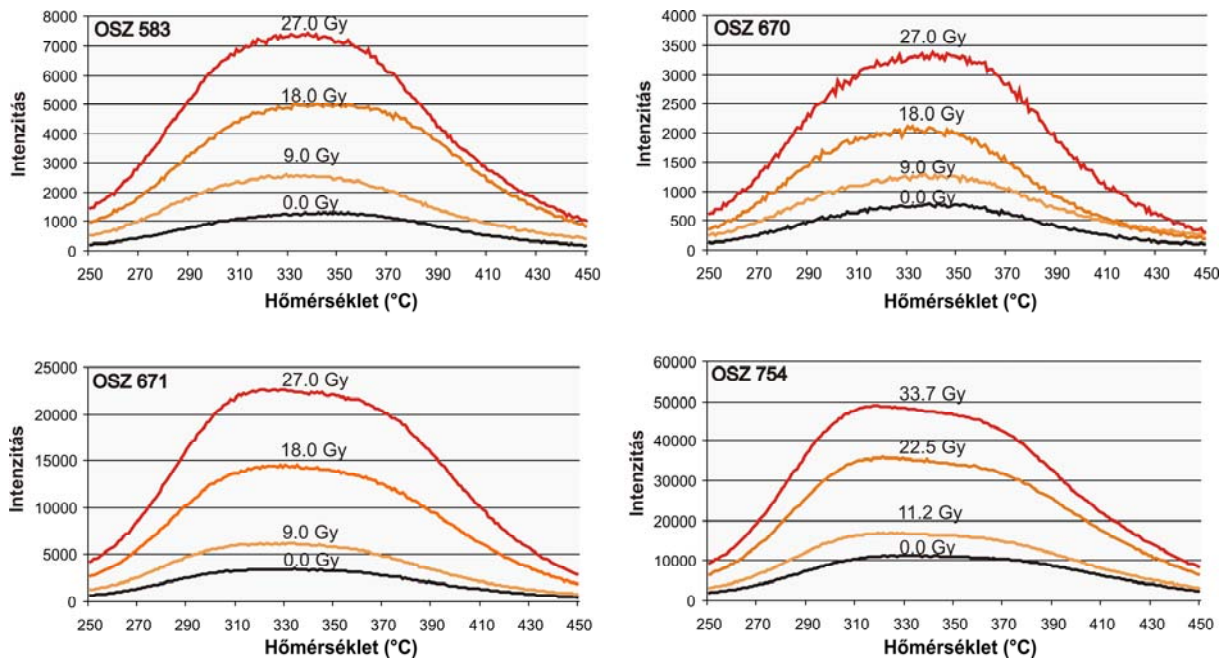 OSZ 583
8000
7000
6000
5000
4000
3000
2000
1000
0
Intenzitás
27.0 Gy
18.0 Gy
9.0 Gy
0.0 Gy
250 270 290 310 330 350 370 390 410 430 450
Hőmérséklet (°C)
OSZ 670
4000
3500
3000
2500
2000
1500
1000
500
0
Intenzitás
27.0 Gy
18.0 Gy
9.0 Gy
0.0 Gy
250 270 290 310 330 350 370 390 410 430 450
Hőmérséklet (°C)
OSZ 671
25000
20000
15000
10000
5000
0
Intenzitás
27.0 Gy
18.0 Gy
9.0 Gy
0.0 Gy
250 270 290 310 330 350 370 390 410 430 450
Hőmérséklet (°C)
OSZ 754
60000
50000
40000
30000
20000
10000
0
Intenzitás
33.7 Gy
22.5 Gy
11.2 Gy
0.0 Gy
250 270 290 310 330 350 370 390 410 430 450
Hőmérséklet (°C)